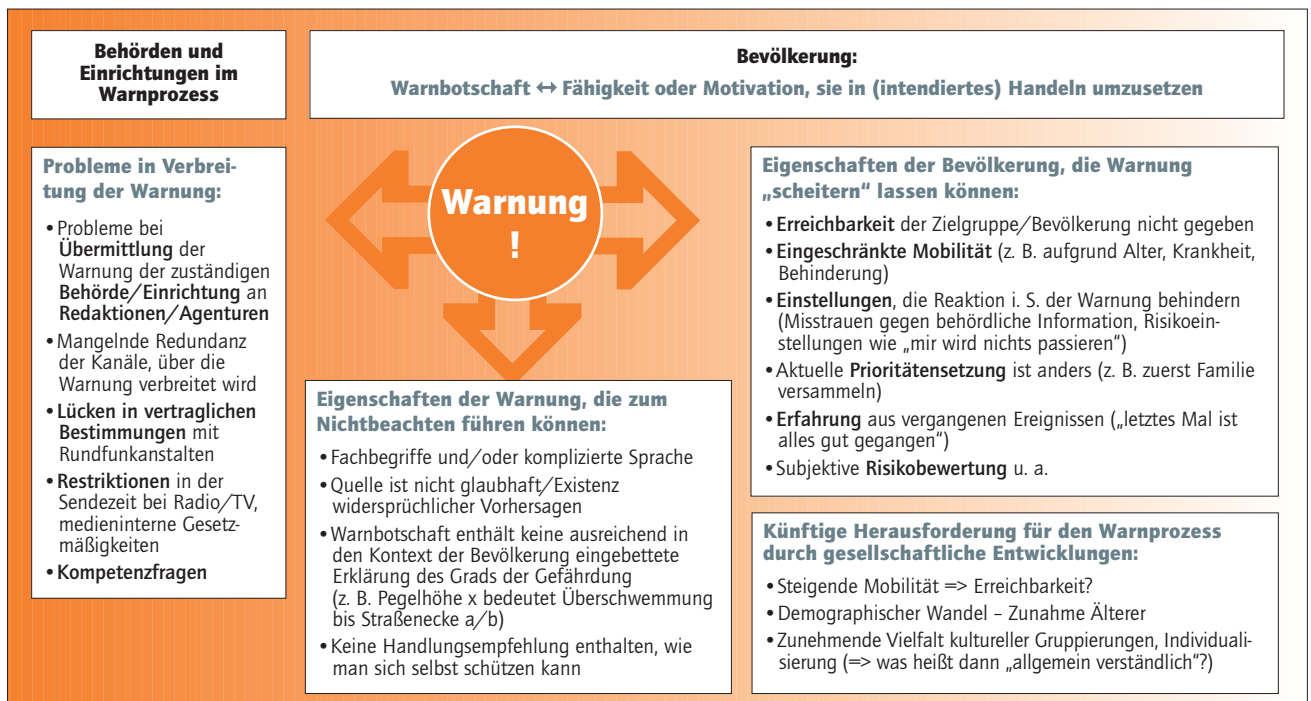 Behörden und
Einrichtungen im
Warnprozess
Bevölkerung:
Warnbotschaft ↔ Fähigkeit oder Motivation, sie in (intendiertes) Handeln umzusetzen
Probleme in Verbrei-
tung der Warnung:
• Probleme bei
Übermittlung der
Warnung der zuständigen
Behörde/Einrichtung an
Redaktionen/Agenturen
• Mangelnde Redundanz
der Kanäle, über die
Warnung verbreitet wird
• Lücken in vertraglichen
Bestimmungen mit
Rundfunkanstalten
• Restriktionen in der
Sendezeit bei Radio/TV,
medieninterne Gesetz-
mäßigkeiten
• Kompetenzfragen
Warnung
!
Eigenschaften der Warnung, die zum
Nichtbeachten führen können:
• Fachbegriffe und/oder komplizierte Sprache
• Quelle ist nicht glaubhaft/Existenz
widersprüchlicher Vorhersagen
• Warnbotschaft enthält keine ausreichend in
den Kontext der Bevölkerung eingebettete
Erklärung des Grads der Gefährdung
(z. B. Pegelhöhe x bedeutet Überschwemmung
bis Straßenecke a/b)
• Keine Handlungsempfehlung enthalten, wie
man sich selbst schützen kann
Eigenschaften der Bevölkerung, die Warnung
„scheitern“ lassen können:
• Erreichbarkeit der Zielgruppe/Bevölkerung nicht gegeben
• Eingeschränkte Mobilität (z. B. aufgrund Alter, Krankheit,
Behinderung)
• Einstellungen, die Reaktion i. S. der Warnung behindern
(Misstrauen gegen behördliche Information, Risikoein-
stellungen wie „mir wird nichts passieren“)
• Aktuelle Prioritätensetzung ist anders (z. B. zuerst Familie
versammeln)
• Erfahrung aus vergangenen Ereignissen („letztes Mal ist
alles gut gegangen“)
• Subjektive Risikobewertung u. a.
Künftige Herausforderung für den Warnprozess
durch gesellschaftliche Entwicklungen:
• Steigende Mobilität => Erreichbarkeit?
• Demographischer Wandel – Zunahme Älterer
• Zunehmende Vielfalt kultureller Gruppierungen, Individuali-
sierung (=> was heißt dann „allgemein verständlich“?)